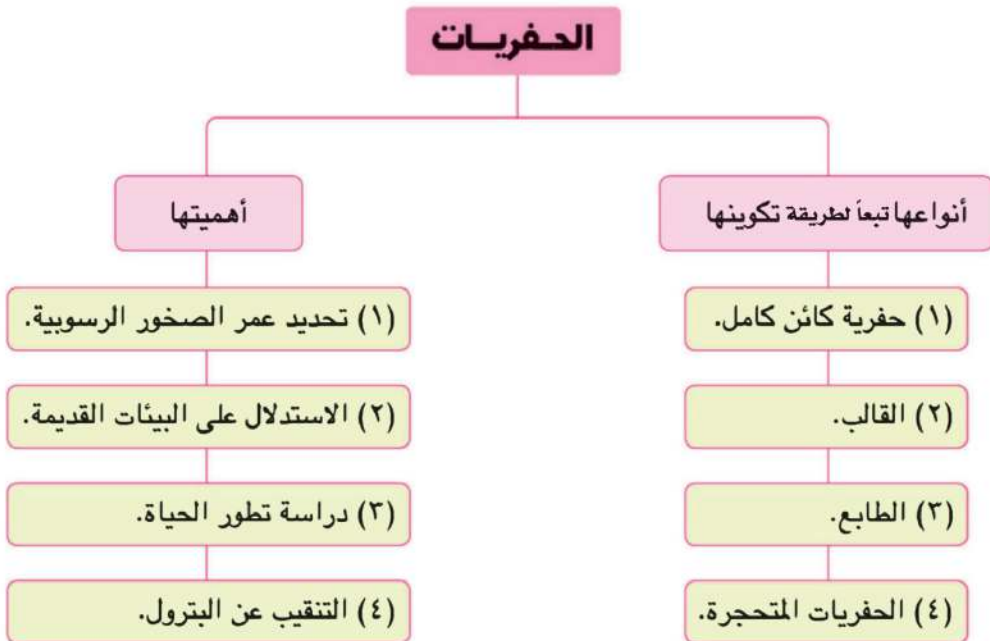 الحفريات
أنواعها تبعاً لطريقة تكوينها
(١) حفرية كائن كامل.
(٢) القالب.
(٣) الطابع.
(٤) الحفريات المتحجرة.
أهميتها
(١) تحديد عمر الصخور الرسوبية.
(٢) الاستدلال على البيئات القديمة.
(٣) دراسة تطور الحياة.
(٤) التنقيب عن البترول.